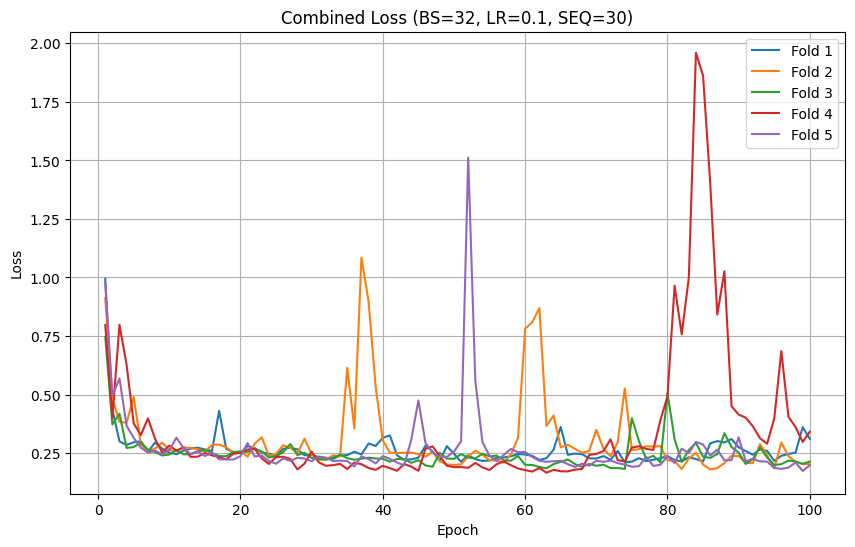 Combined Loss (BS=32, LR=0.1, SEQ=30)
Loss
2.00
1.75
1.50
1.25
1.00
0.75
0.50
0.25
Fold 1
Fold 2
Fold 3
Fold 4
Fold 5
0 20 40 60 80 100
Epoch